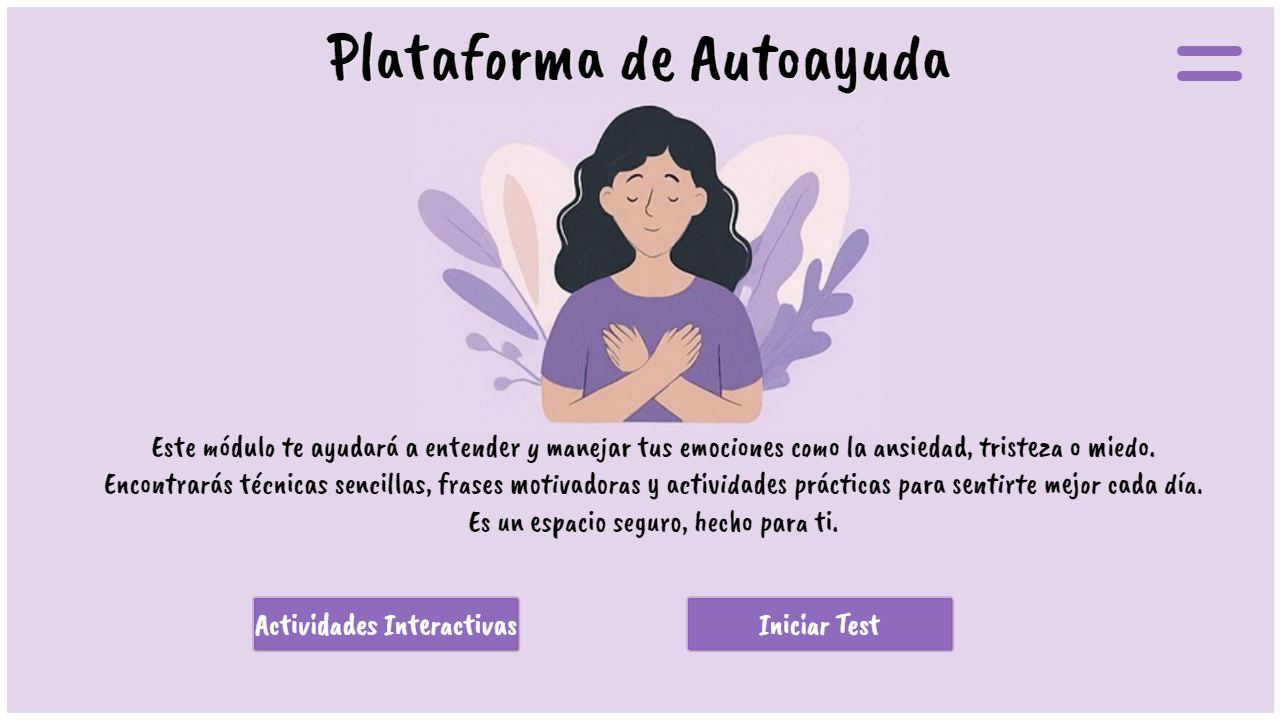 Plataforma de Autoayuda
Este módulo te ayudará a entender y manejar tus emociones como la ansiedad, tristeza o miedo.
Encontrarás técnicas sencillas, frases motivadoras y actividades prácticas para sentirte mejor cada día.
Es un espacio seguro, hecho para ti.
Actividades Interactivas
Iniciar Test